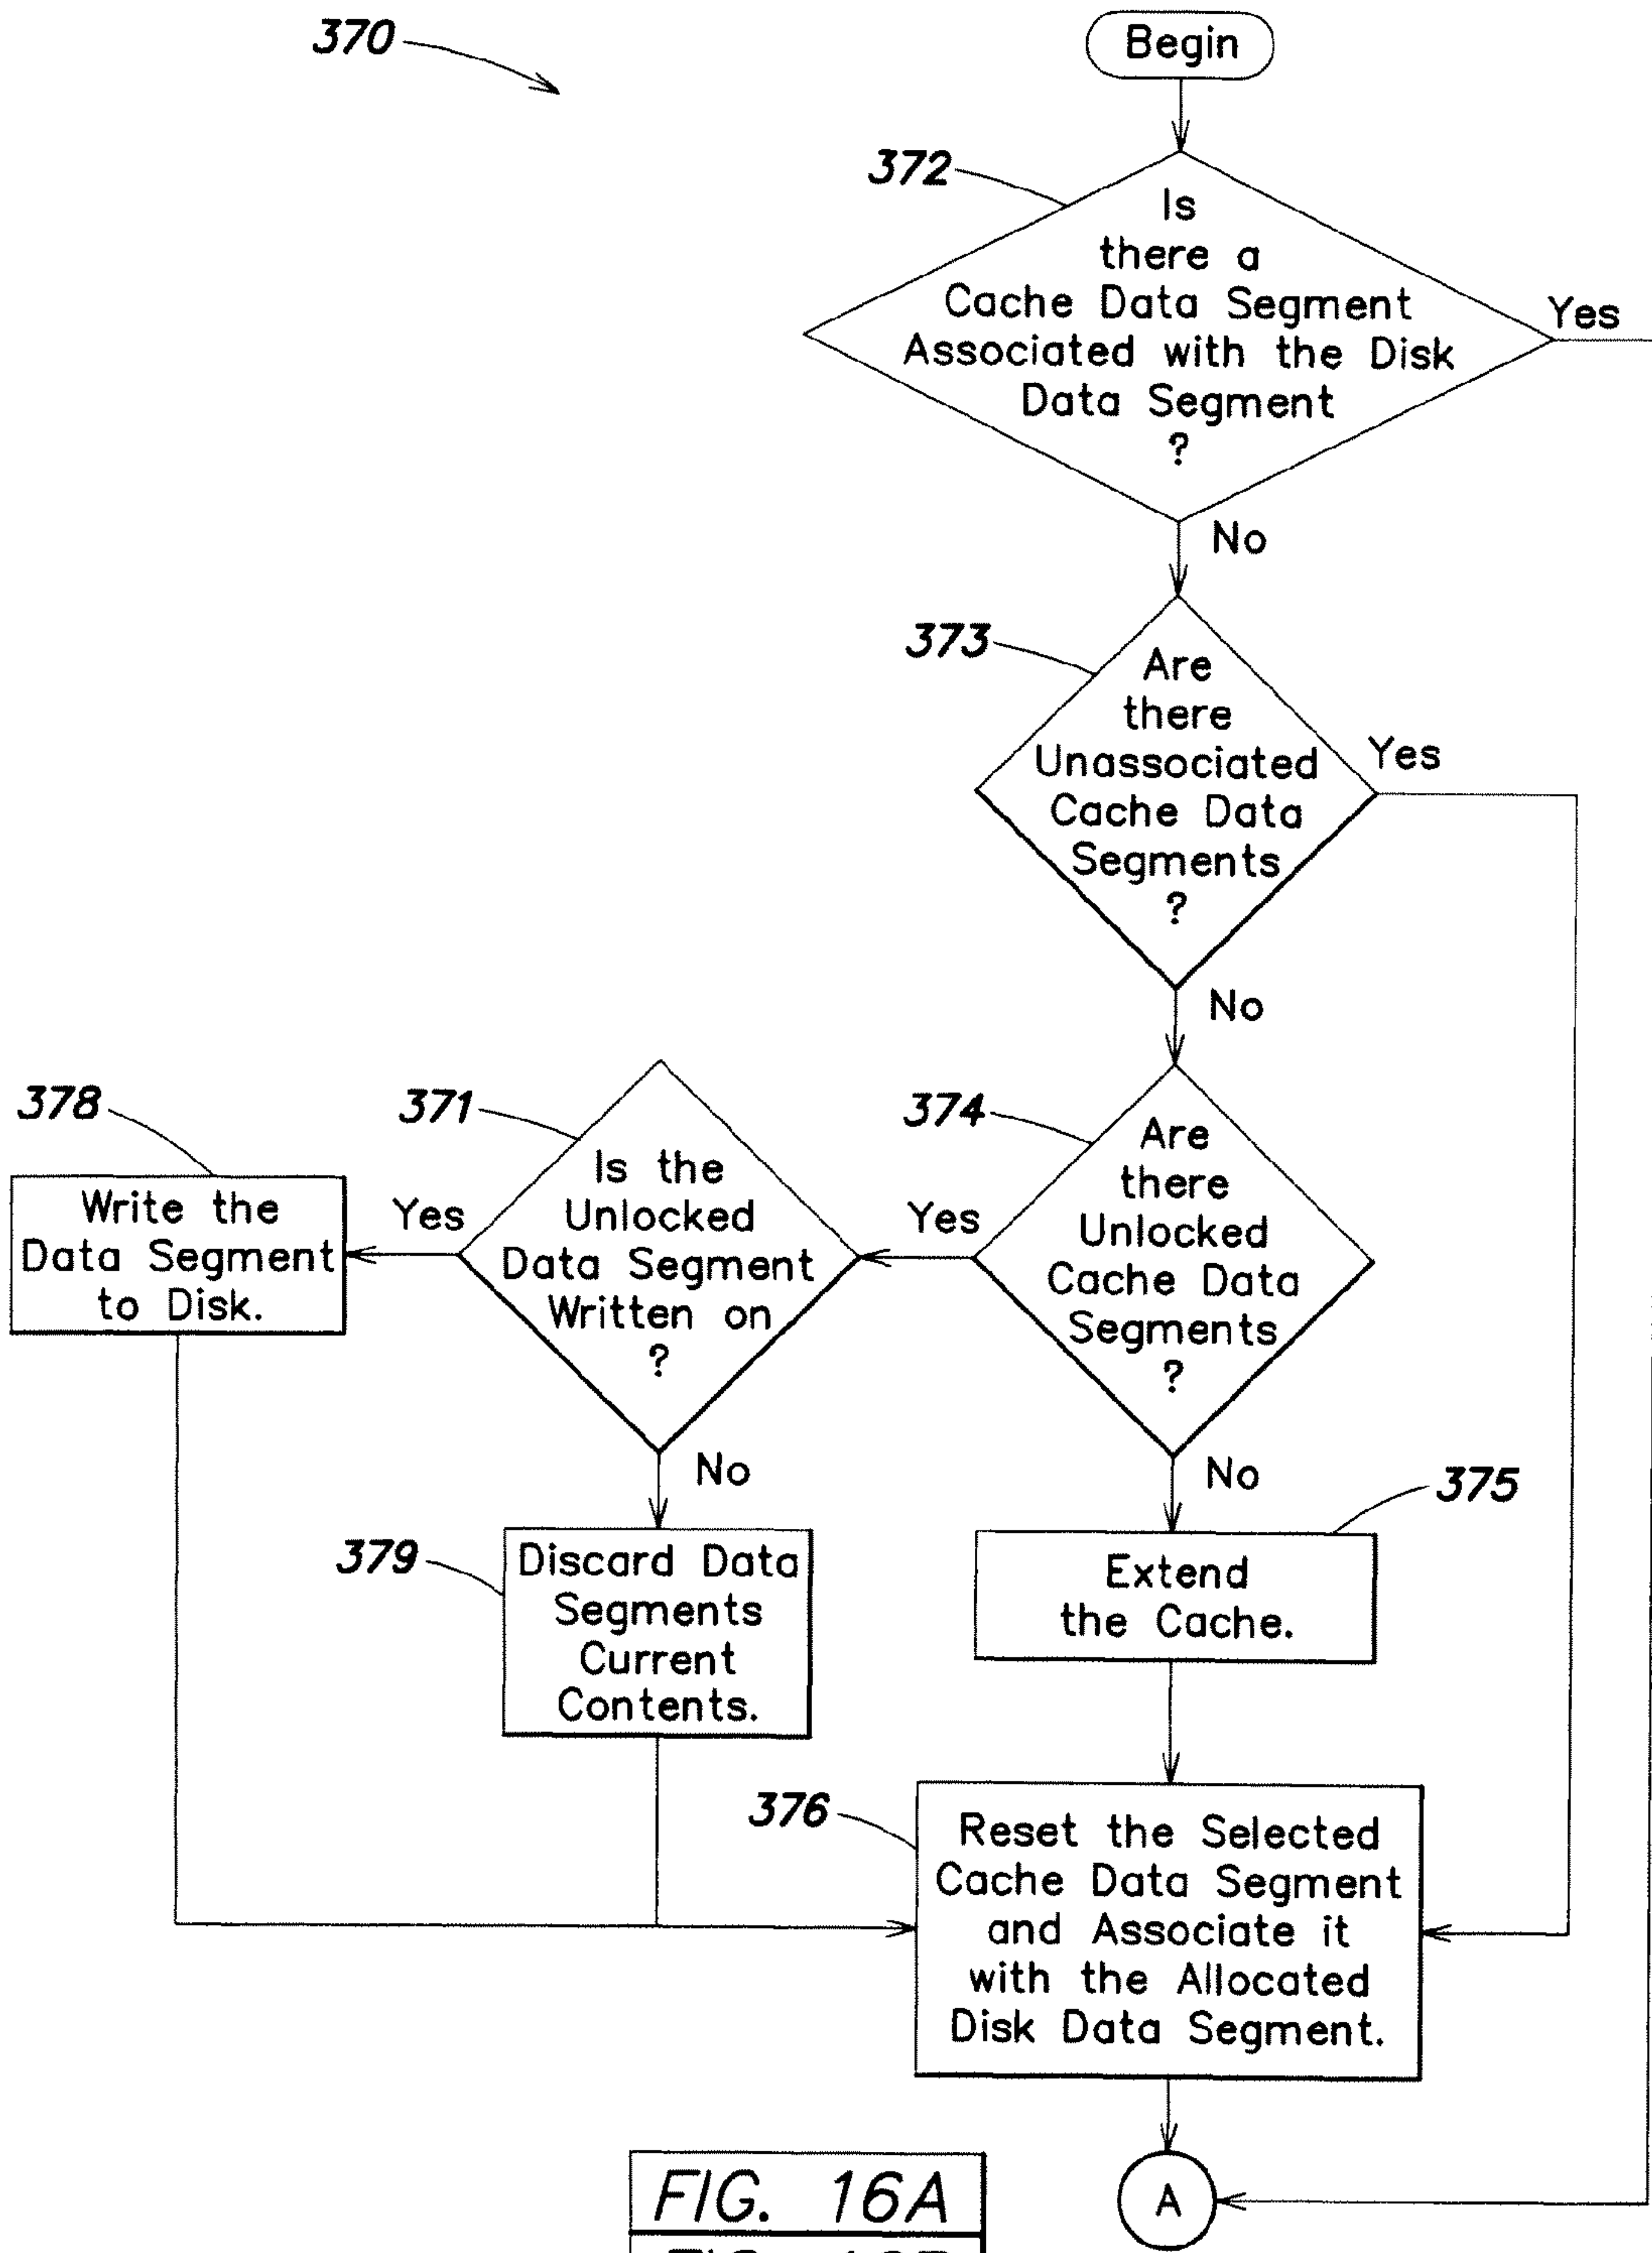 370
Begin
372
Is
there a
Cache Data Segment
Associated with the Disk
Data Segment
?
Yes
No
373
Are
there
Unassociated
Cache Data
Segments
?
Yes
No
374
Are
there
Unlocked
Cache Data
Segments
?
Yes
No
371
Is the
Unlocked
Data Segment
Written on
?
Yes
No
378
Write the
Data Segment
to Disk.
379
Discard Data
Segments
Current
Contents.
375
Extend
the Cache.
376
Reset the Selected
Cache Data Segment
and Associate it
with the Allocated
Disk Data Segment.
A
FIG. 16A